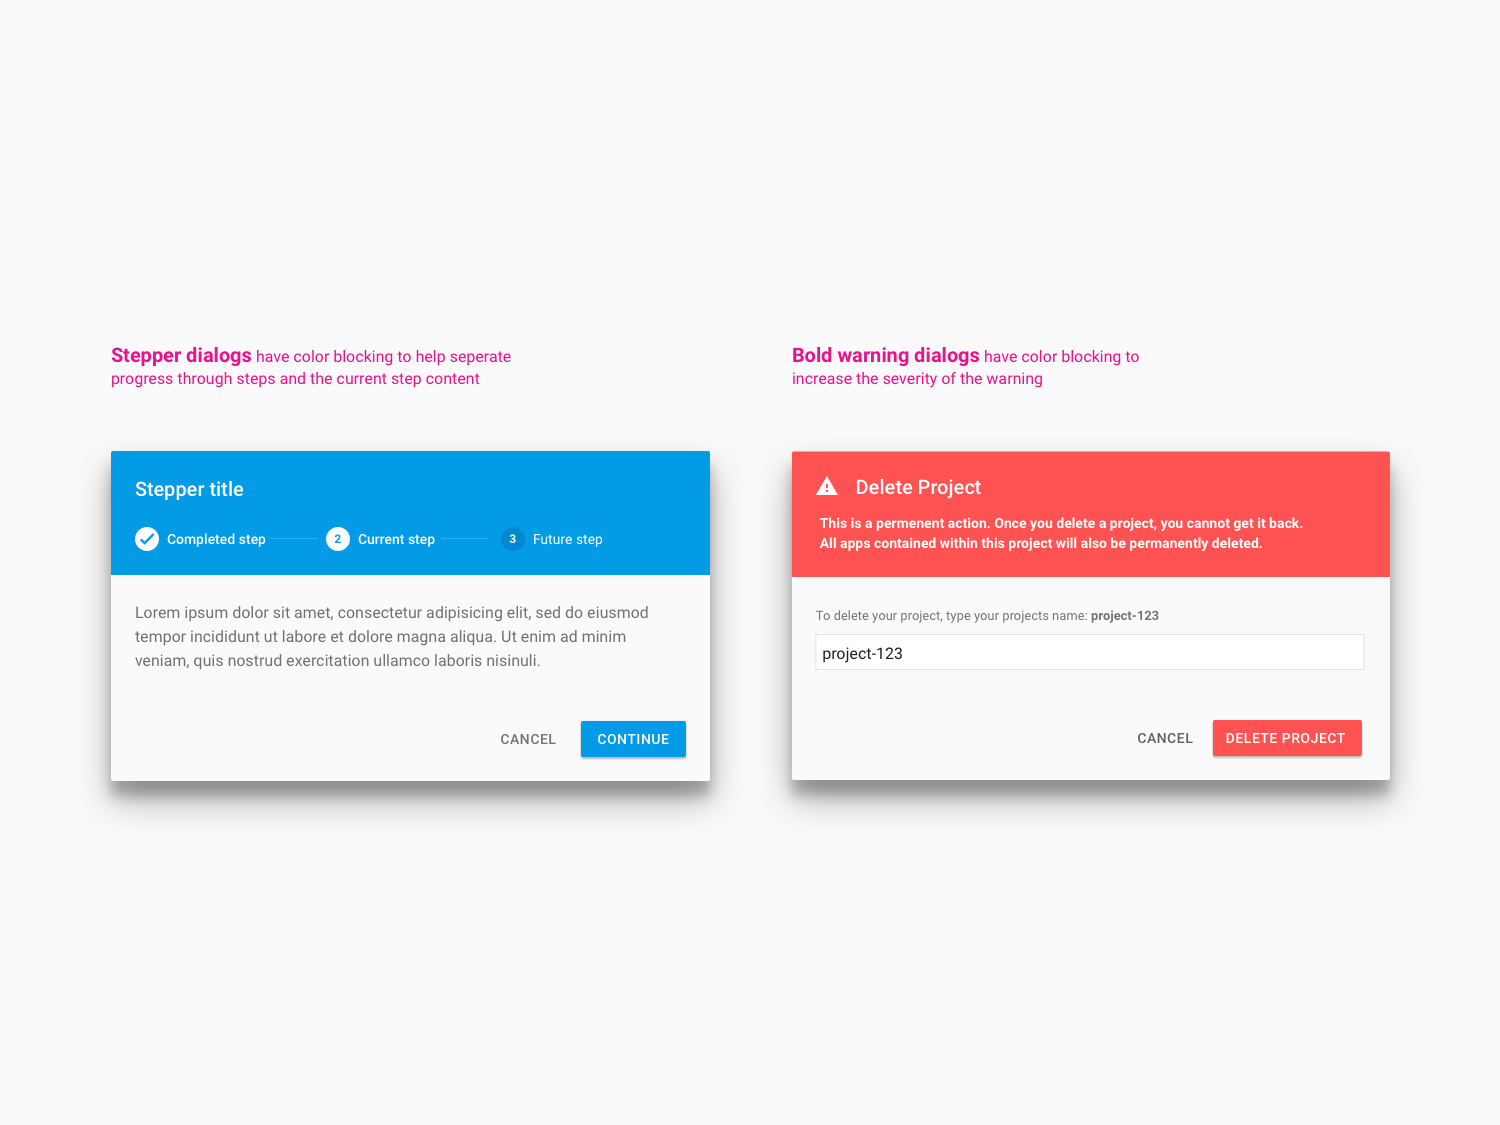 Stepper dialogs have color blocking to help seperate
progress through steps and the current step content
Stepper title
Completed step 2 Current step 3 Future step
Lorem ipsum dolor sit amet, consectetur adipisicing elit, sed do eiusmod
tempor incididunt ut labore et dolore magna aliqua. Ut enim ad minim
veniam, quis nostrud exercitation ullamco laboris nisinuli.
CANCEL CONTINUE
Bold warning dialogs have color blocking to
increase the severity of the warning
Delete Project
This is a permenent action. Once you delete a project, you cannot get it back.
All apps contained within this project will also be permanently deleted.
To delete your project, type your projects name: project-123
project-123
CANCEL DELETE PROJECT